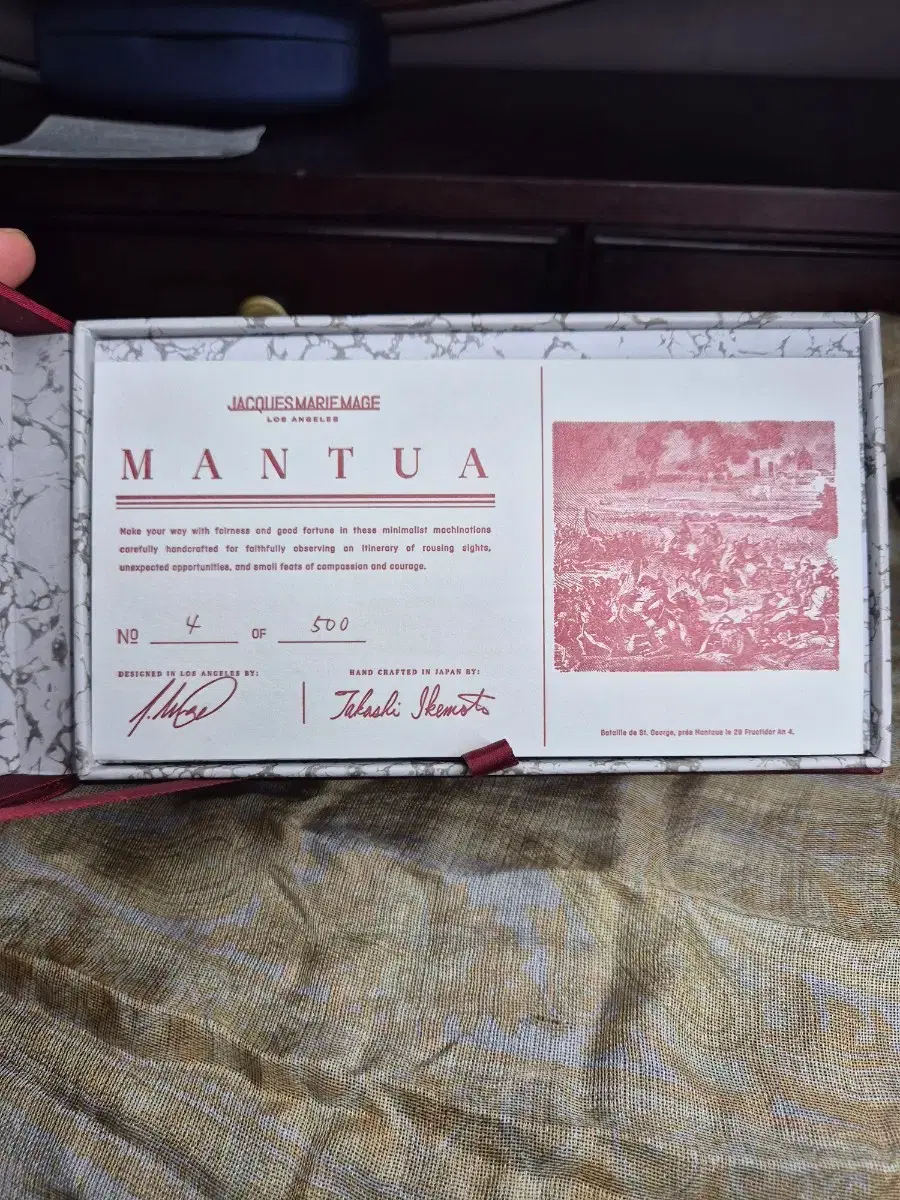 JACQUES MARIE MAGE
LOS ANGELES
MANTUA
Make your way with fairness and good fortune in these minimalist machinations
carefully handcrafted for faithfully observing an itinerary of rousing sights,
unexpected opportunities, and small feats of compassion and courage.
Nº 4 OF 500
DESIGNED IN LOS ANGELES BY:
HAND CRAFTED IN JAPAN BY:
J. Mage
Takashi Ikemoto
Bataille de St. George, prés Mantoue le 29 Fructidor An 4.